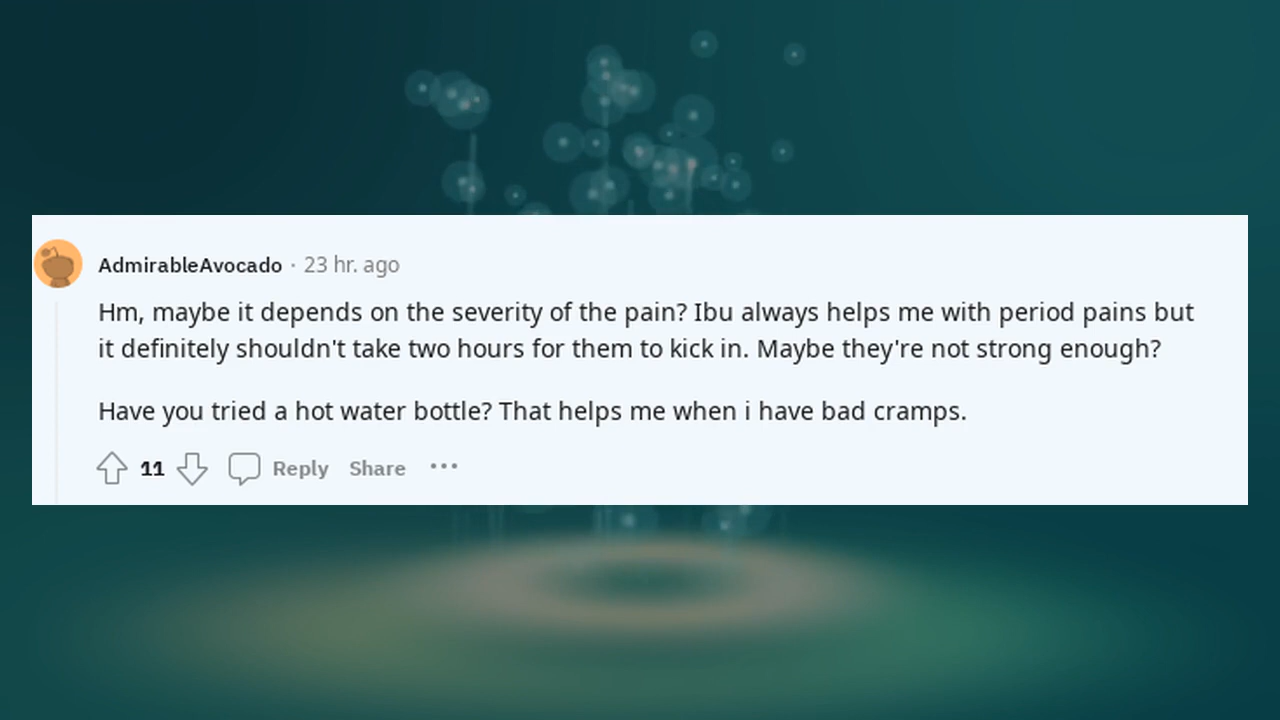 AdmirableAvocado · 23 hr. ago
Hm, maybe it depends on the severity of the pain? Ibu always helps me with period pains but
it definitely shouldn't take two hours for them to kick in. Maybe they're not strong enough?
Have you tried a hot water bottle? That helps me when i have bad cramps.
11 Reply Share ···